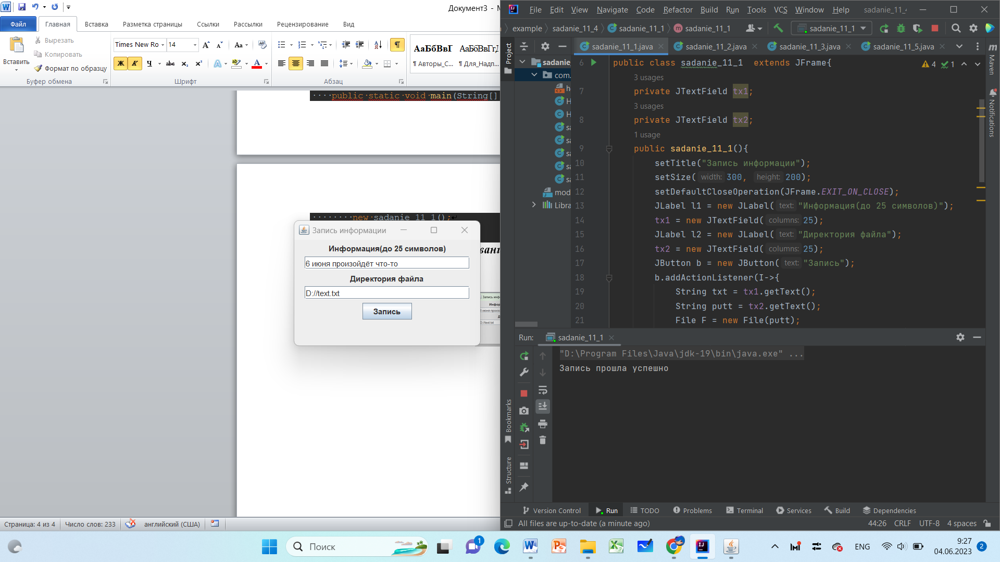 Документ3 - M
Файл Главная Вставка Разметка страницы Ссылки Рассылки Рецензирование Вид
Вставить
Вырезать
Копировать
Формат по образцу
Буфер обмена
Times New Ro 14
Ж К Ч abc x₂ x²
Шрифт
Абзац
АаБбВвГ АаБбВвГгД
¶ Авторы_С... ¶ Для_Надп...
public static void main(String[]
new sadanie_11_1();
Запись информации
Информация(до 25 символов)
6 июня произойдёт что-то
Директория файла
D://text.txt
Запись
Страница: 4 из 4 Число слов: 233 английский (США)
File Edit View Navigate Code Refactor Build Run Tools VCS Window Help sadanie_11_
example sadanie_11_4 sadanie_11_1 sadanie_11_1 sadanie_11_1
Project
sadanie_11_1.java sadanie_11_2.java sadanie_11_3.java sadanie_11_5.java
sadanie_
com.
mod
Libra
4 1
6 public class sadanie_11_1 extends JFrame{
3 usages
7 private JTextField tx1;
3 usages
8 private JTextField tx2;
1 usage
9 public sadanie_11_1(){
10 setTitle("Запись информации");
11 setSize( width: 300, height: 200);
12 setDefaultCloseOperation(JFrame.EXIT_ON_CLOSE);
13 JLabel l1 = new JLabel( text: "Информация(до 25 символов)");
14 tx1 = new JTextField( columns: 25);
15 JLabel l2 = new JLabel( text: "Директория файла");
16 tx2 = new JTextField( columns: 25);
17 JButton b = new JButton( text: "Запись");
18 b.addActionListener(I->{
19 String txt = tx1.getText();
20 String putt = tx2.getText();
21 File F = new File(putt);
Maven
Notifications
Run: sadanie_11_1
"D:\Program Files\Java\jdk-19\bin\java.exe" ...
Запись прошла успешно
Bookmarks
Structure
Version Control Run TODO Problems Terminal Services Build Dependencies
All files are up-to-date (a minute ago) 44:26 CRLF UTF-8 4 spaces
Поиск
1
ENG
9:27
04.06.2023
2